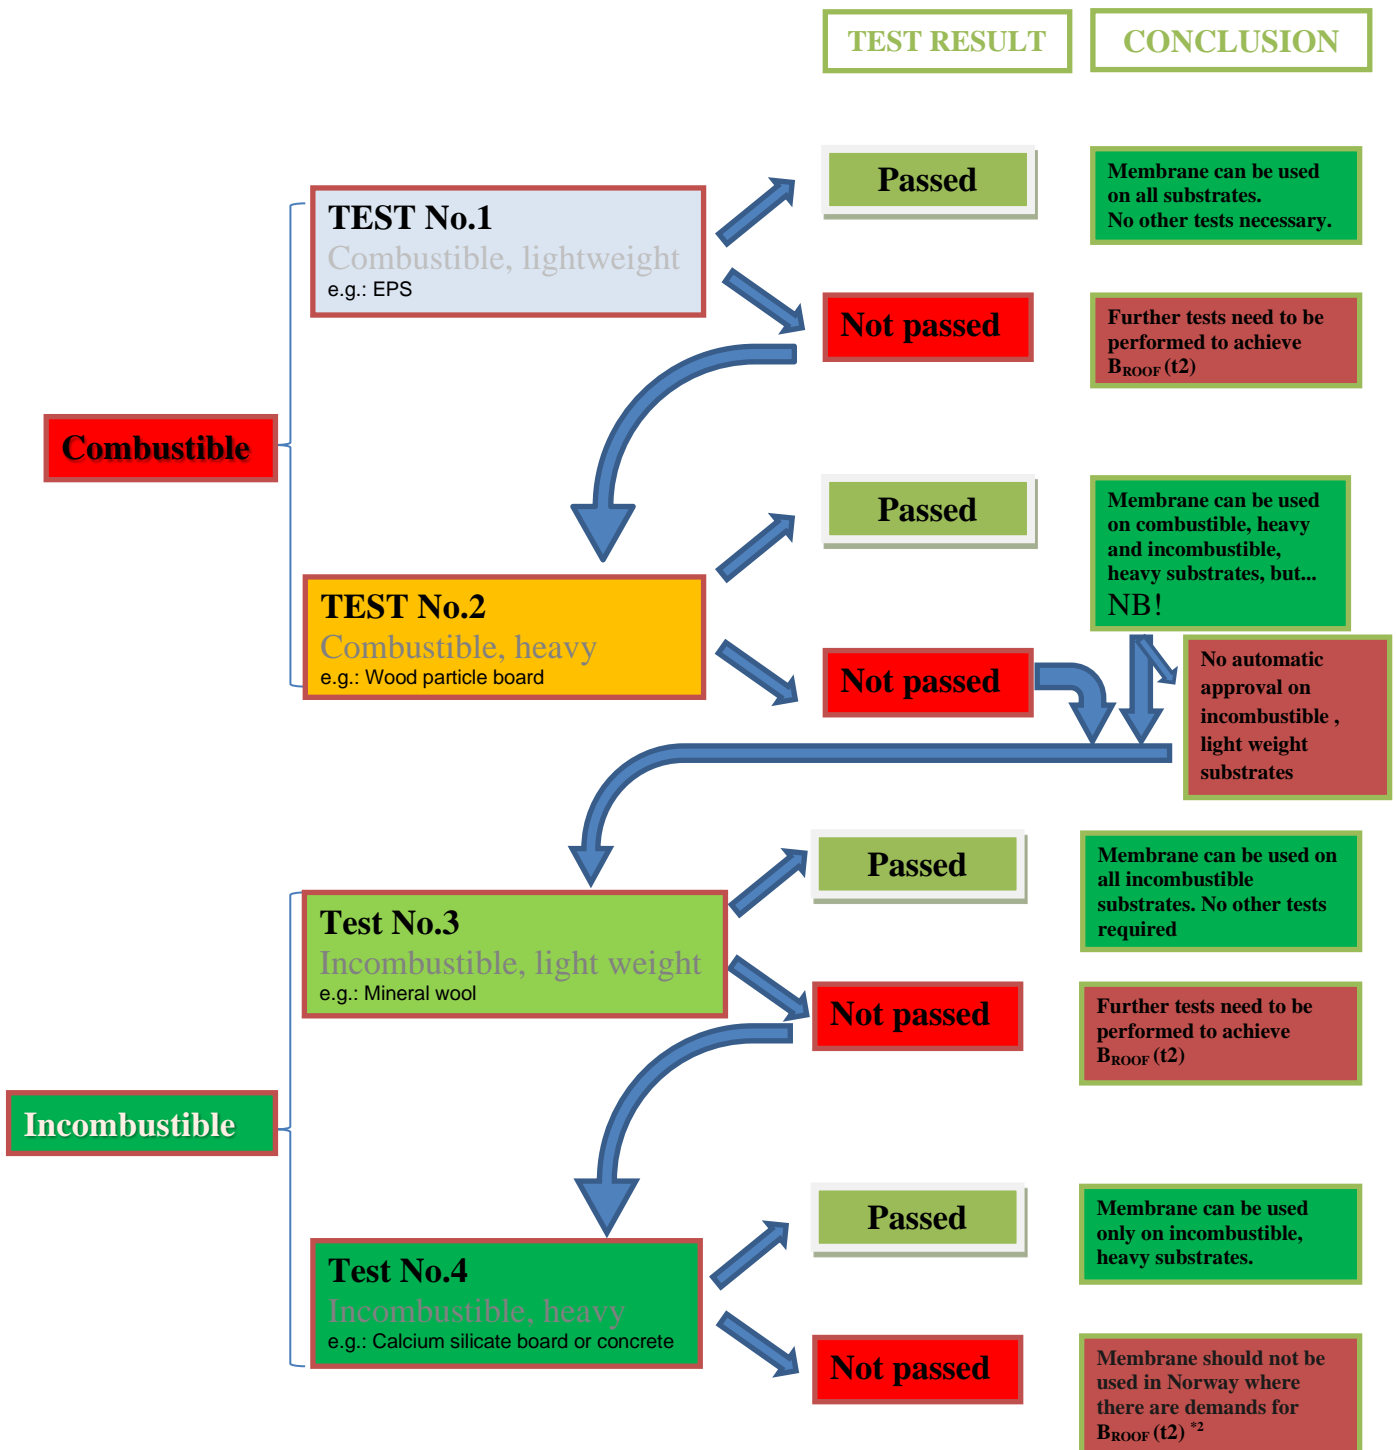 TEST RESULT
CONCLUSION
Passed
Membrane can be used
on all substrates.
No other tests necessary.
TEST No.1
Combustible, lightweight
e.g.: EPS
Not passed
Further tests need to be
performed to achieve
BROOF (t2)
Combustible
Passed
Membrane can be used
on combustible, heavy
and incombustible,
heavy substrates, but...
NB!
TEST No.2
Combustible, heavy
e.g.: Wood particle board
Not passed
No automatic
approval on
incombustible ,
light weight
substrates
Passed
Membrane can be used on
all incombustible
substrates. No other tests
required
Test No.3
Incombustible, light weight
e.g.: Mineral wool
Not passed
Further tests need to be
performed to achieve
BROOF (t2)
Incombustible
Passed
Membrane can be used
only on incombustible,
heavy substrates.
Test No.4
Incombustible, heavy
e.g.: Calcium silicate board or concrete
Not passed
Membrane should not be
used in Norway where
there are demands for
BROOF (t2) *2